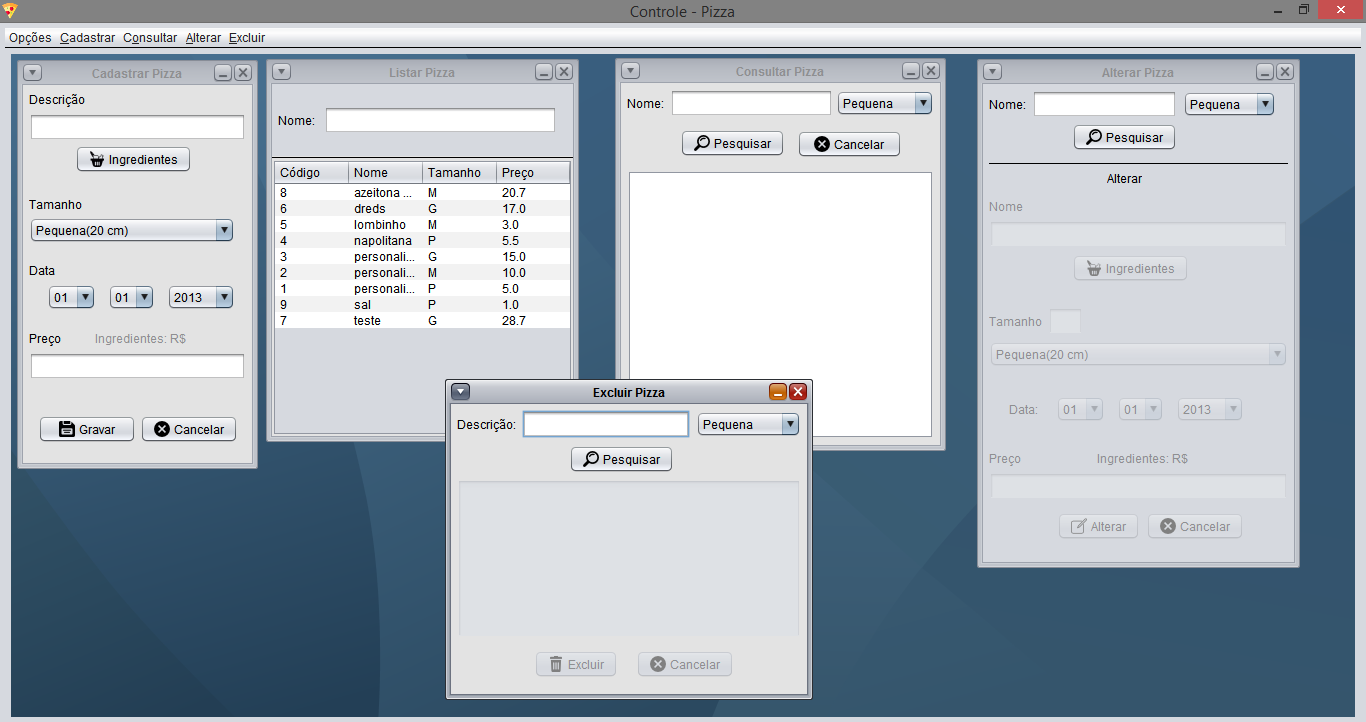 Controle - Pizza
Opções Cadastrar Consultar Alterar Excluir
Cadastrar Pizza
Descrição
Ingredientes
Tamanho
Pequena(20 cm)
Data
01 01 2013
Preço Ingredientes: R$
Gravar Cancelar
Listar Pizza
Nome:
Código Nome Tamanho Preço
8 azeitona ... M 20.7
6 dreds G 17.0
5 lombinho M 3.0
4 napolitana P 5.5
3 personali... G 15.0
2 personali... M 10.0
1 personali... P 5.0
9 sal P 1.0
7 teste G 28.7
Consultar Pizza
Nome: Pequena
Pesquisar Cancelar
Excluir Pizza
Descrição: Pequena
Pesquisar
Excluir Cancelar
Alterar Pizza
Nome: Pequena
Pesquisar
Alterar
Nome
Ingredientes
Tamanho
Pequena(20 cm)
Data: 01 01 2013
Preço Ingredientes: R$
Alterar Cancelar